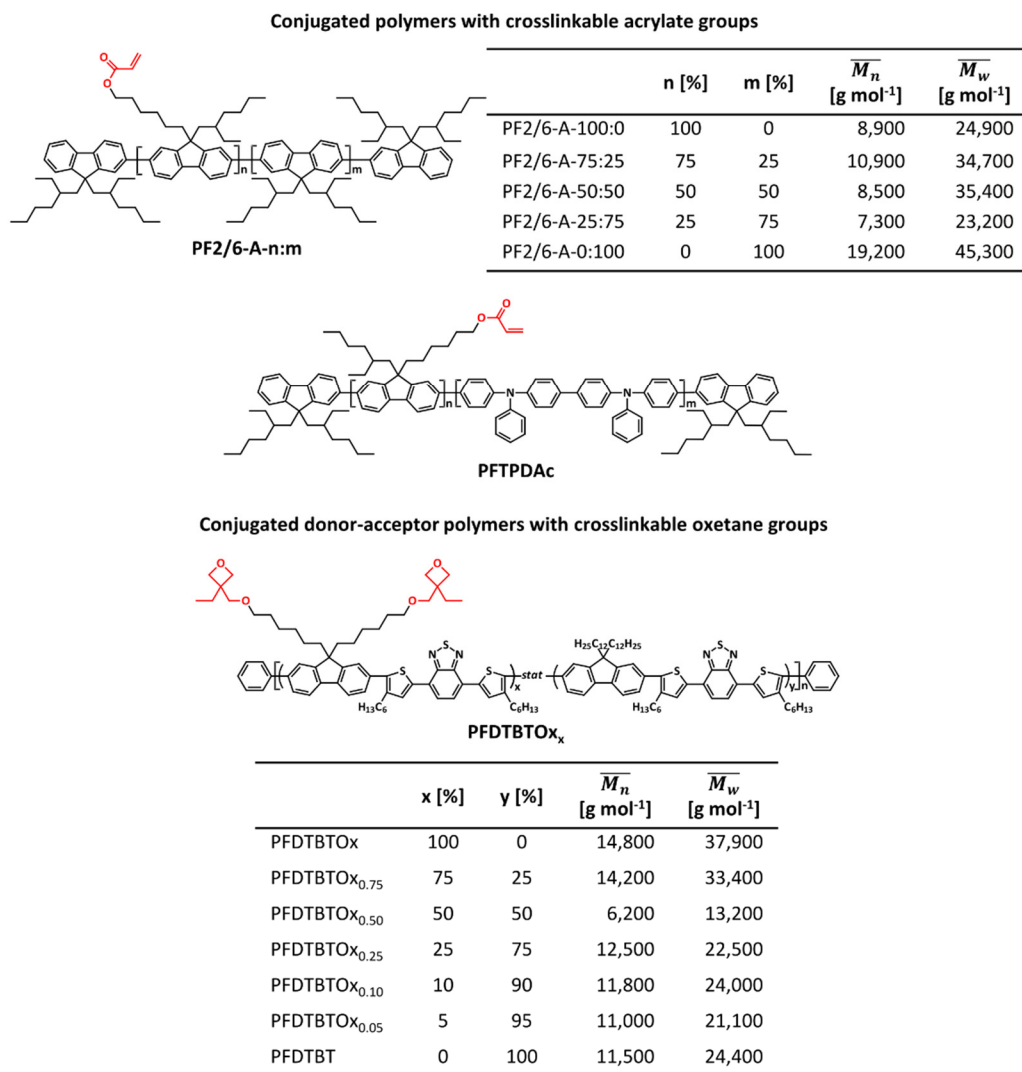 Conjugated polymers with crosslinkable acrylate groups
O
O
n
m
PF2/6-A-n:m
n [%] m [%] Mn [g mol-1] Mw [g mol-1]
PF2/6-A-100:0 100 0 8,900 24,900
PF2/6-A-75:25 75 25 10,900 34,700
PF2/6-A-50:50 50 50 8,500 35,400
PF2/6-A-25:75 25 75 7,300 23,200
PF2/6-A-0:100 0 100 19,200 45,300
O
O
n
N
N
m
PFTPDAc
Conjugated donor-acceptor polymers with crosslinkable oxetane groups
O O
O O
H25C12 C12H25
N S N
N S N
S S x stat S S y n
H13C6 C6H13 H13C6 C6H13
PFDTBTOxx
x [%] y [%] Mn [g mol-1] Mw [g mol-1]
PFDTBTOx 100 0 14,800 37,900
PFDTBTOx0.75 75 25 14,200 33,400
PFDTBTOx0.50 50 50 6,200 13,200
PFDTBTOx0.25 25 75 12,500 22,500
PFDTBTOx0.10 10 90 11,800 24,000
PFDTBTOx0.05 5 95 11,000 21,100
PFDTBT 0 100 11,500 24,400